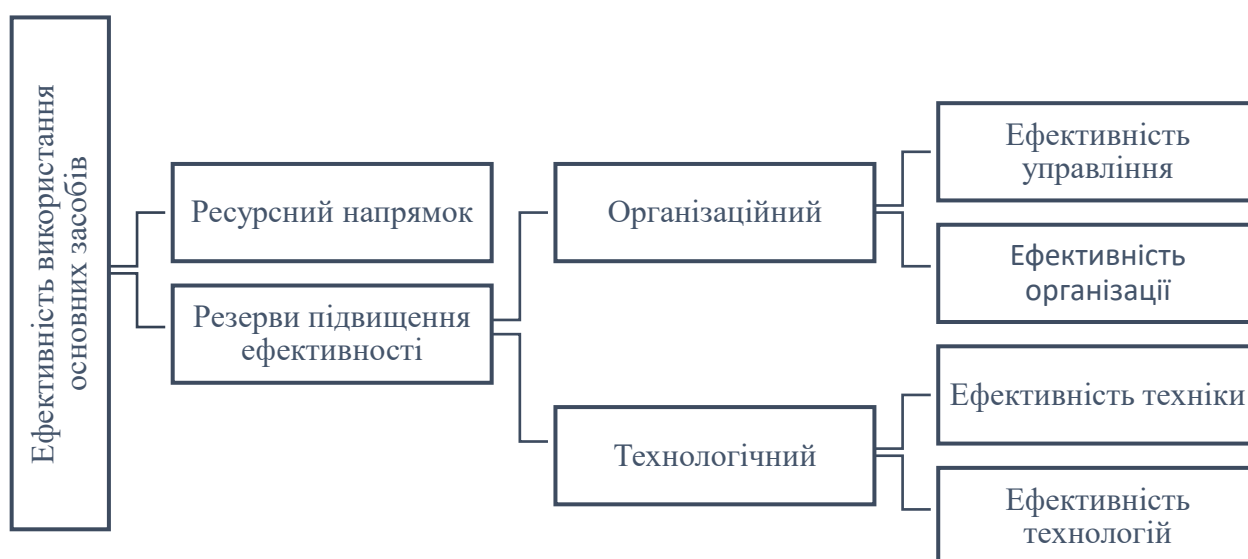 Ефективність використання
основних засобів
Ресурсний напрямок
Резерви підвищення
ефективності
Організаційний
Технологічний
Ефективність
управління
Ефективність
організації
Ефективність техніки
Ефективність
технологій